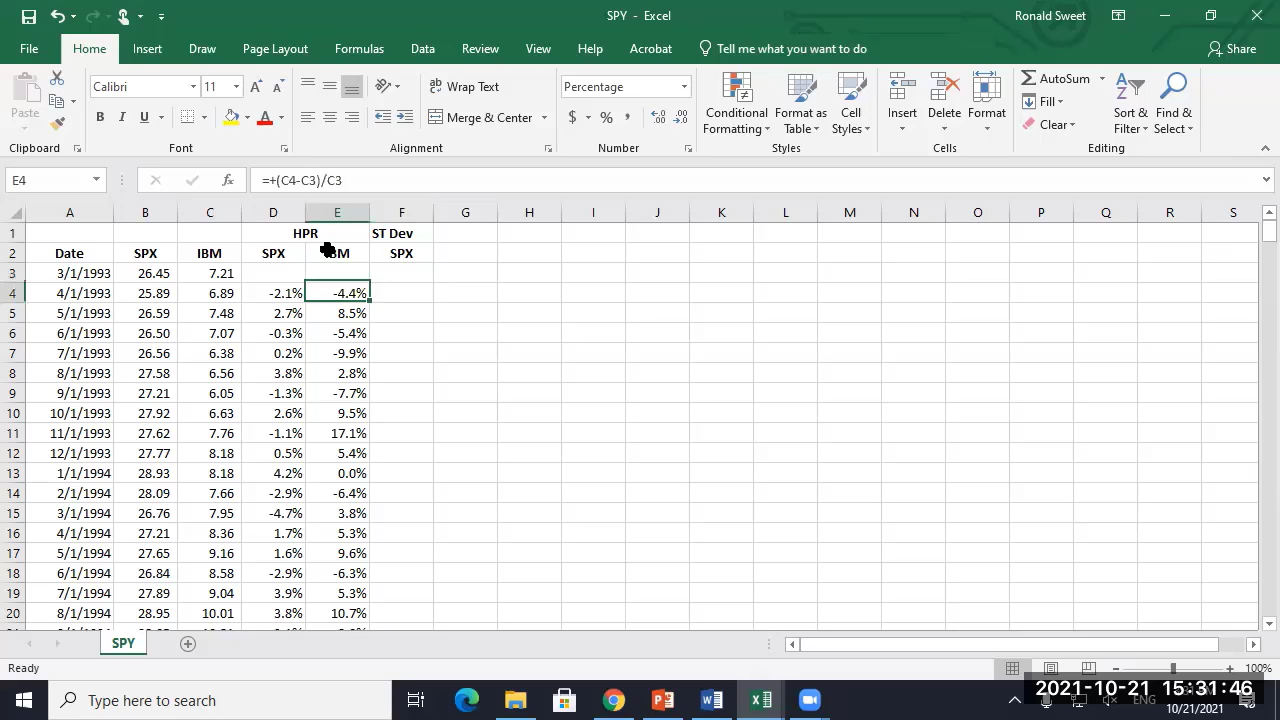 SPY - Excel
Ronald Sweet
File Home Insert Draw Page Layout Formulas Data Review View Help Acrobat Tell me what you want to do Share
Paste
Calibri 11
B I U
A A
Wrap Text
Merge & Center
Percentage
$ % ,
Conditional Formatting
Format as Table
Cell Styles
Insert
Delete
Format
AutoSum
Fill
Clear
Sort & Filter
Find & Select
Clipboard Font Alignment Number Styles Cells Editing
E4 fx =+(C4-C3)/C3
A B C D E F G H I J K L M N O P Q R S
1 HPR ST Dev
2 Date SPX IBM SPX IBM SPX
3 3/1/1993 26.45 7.21
4 4/1/1993 25.89 6.89 -2.1% -4.4%
5 5/1/1993 26.59 7.48 2.7% 8.5%
6 6/1/1993 26.50 7.07 -0.3% -5.4%
7 7/1/1993 26.56 6.38 0.2% -9.9%
8 8/1/1993 27.58 6.56 3.8% 2.8%
9 9/1/1993 27.21 6.05 -1.3% -7.7%
10 10/1/1993 27.92 6.63 2.6% 9.5%
11 11/1/1993 27.62 7.76 -1.1% 17.1%
12 12/1/1993 27.77 8.18 0.5% 5.4%
13 1/1/1994 28.93 8.18 4.2% 0.0%
14 2/1/1994 28.09 7.66 -2.9% -6.4%
15 3/1/1994 26.76 7.95 -4.7% 3.8%
16 4/1/1994 27.21 8.36 1.7% 5.3%
17 5/1/1994 27.65 9.16 1.6% 9.6%
18 6/1/1994 26.84 8.58 -2.9% -6.3%
19 7/1/1994 27.89 9.04 3.9% 5.3%
20 8/1/1994 28.95 10.01 3.8% 10.7%
SPY
Ready
100%
Type here to search
2021-10-21 15:31:46
ENG
10/21/2021